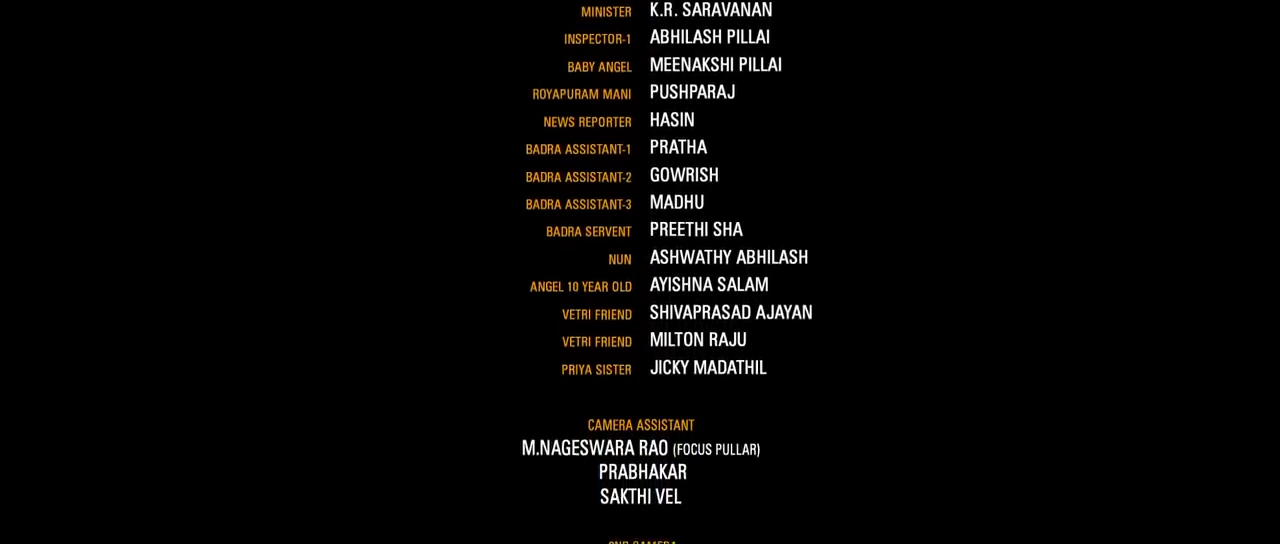 MINISTER K.R. SARAVANAN
INSPECTOR-1 ABHILASH PILLAI
BABY ANGEL MEENAKSHI PILLAI
ROYAPURAM MANI PUSHPARAJ
NEWS REPORTER HASIN
BADRA ASSISTANT-1 PRATHA
BADRA ASSISTANT-2 GOWRISH
BADRA ASSISTANT-3 MADHU
BADRA SERVENT PREETHI SHA
NUN ASHWATHY ABHILASH
ANGEL 10 YEAR OLD AYISHNA SALAM
VETRI FRIEND SHIVAPRASAD AJAYAN
VETRI FRIEND MILTON RAJU
PRIYA SISTER JICKY MADATHIL
CAMERA ASSISTANT
M.NAGESWARA RAO (FOCUS PULLAR)
PRABHAKAR
SAKTHI VEL